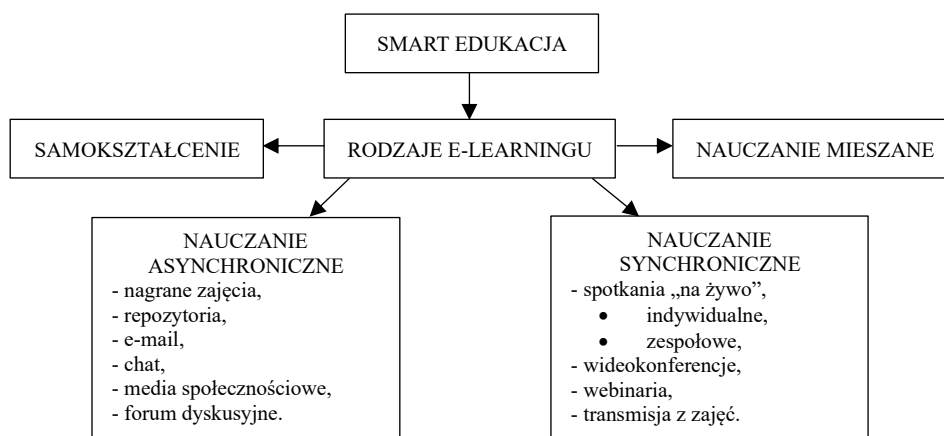 SMART EDUKACJA
SAMOKSZTAŁCENIE
RODZAJE E-LEARNINGU
NAUCZANIE MIESZANE
NAUCZANIE
ASYNCHRONICZNE
- nagrane zajęcia,
- repozytoria,
- e-mail,
- chat,
- media społecznościowe,
- forum dyskusyjne.
NAUCZANIE
SYNCHRONICZNE
- spotkania „na żywo”,
• indywidualne,
• zespołowe,
- wideokonferencje,
- webinaria,
- transmisja z zajęć.